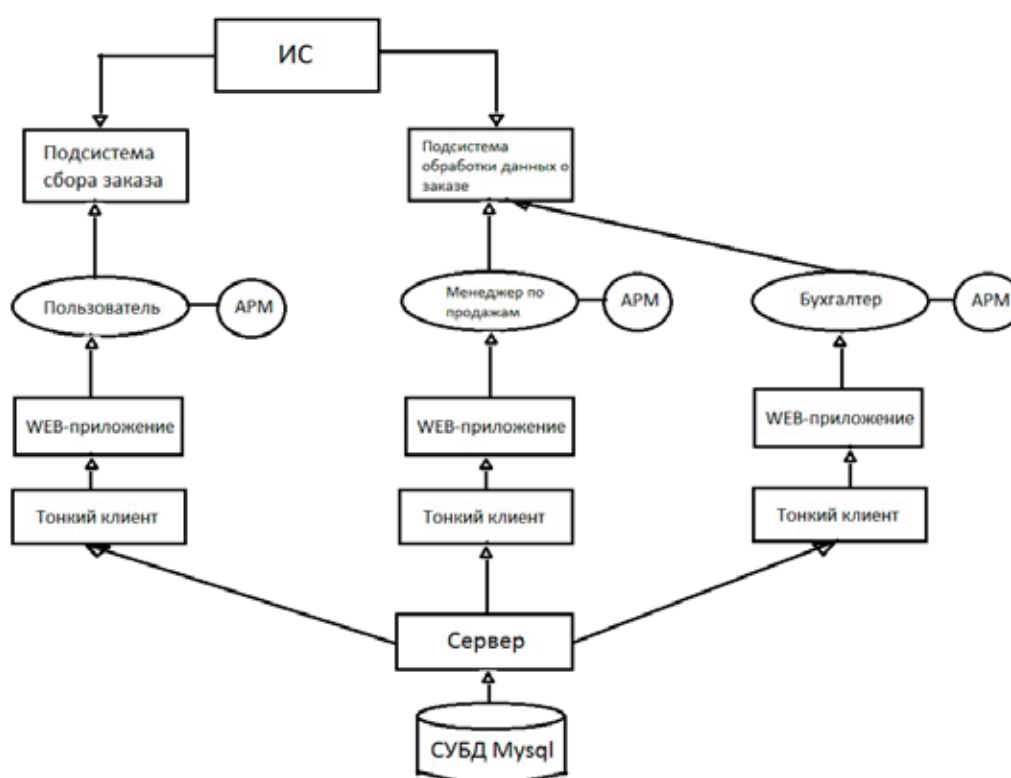 ИС
Подсистема
сбора заказа
Подсистема
обработки данных о
заказе
Пользователь
АРМ
Менеджер по
продажам
АРМ
Бухгалтер
АРМ
WEB-приложение
WEB-приложение
WEB-приложение
Тонкий клиент
Тонкий клиент
Тонкий клиент
Сервер
СУБД Mysql